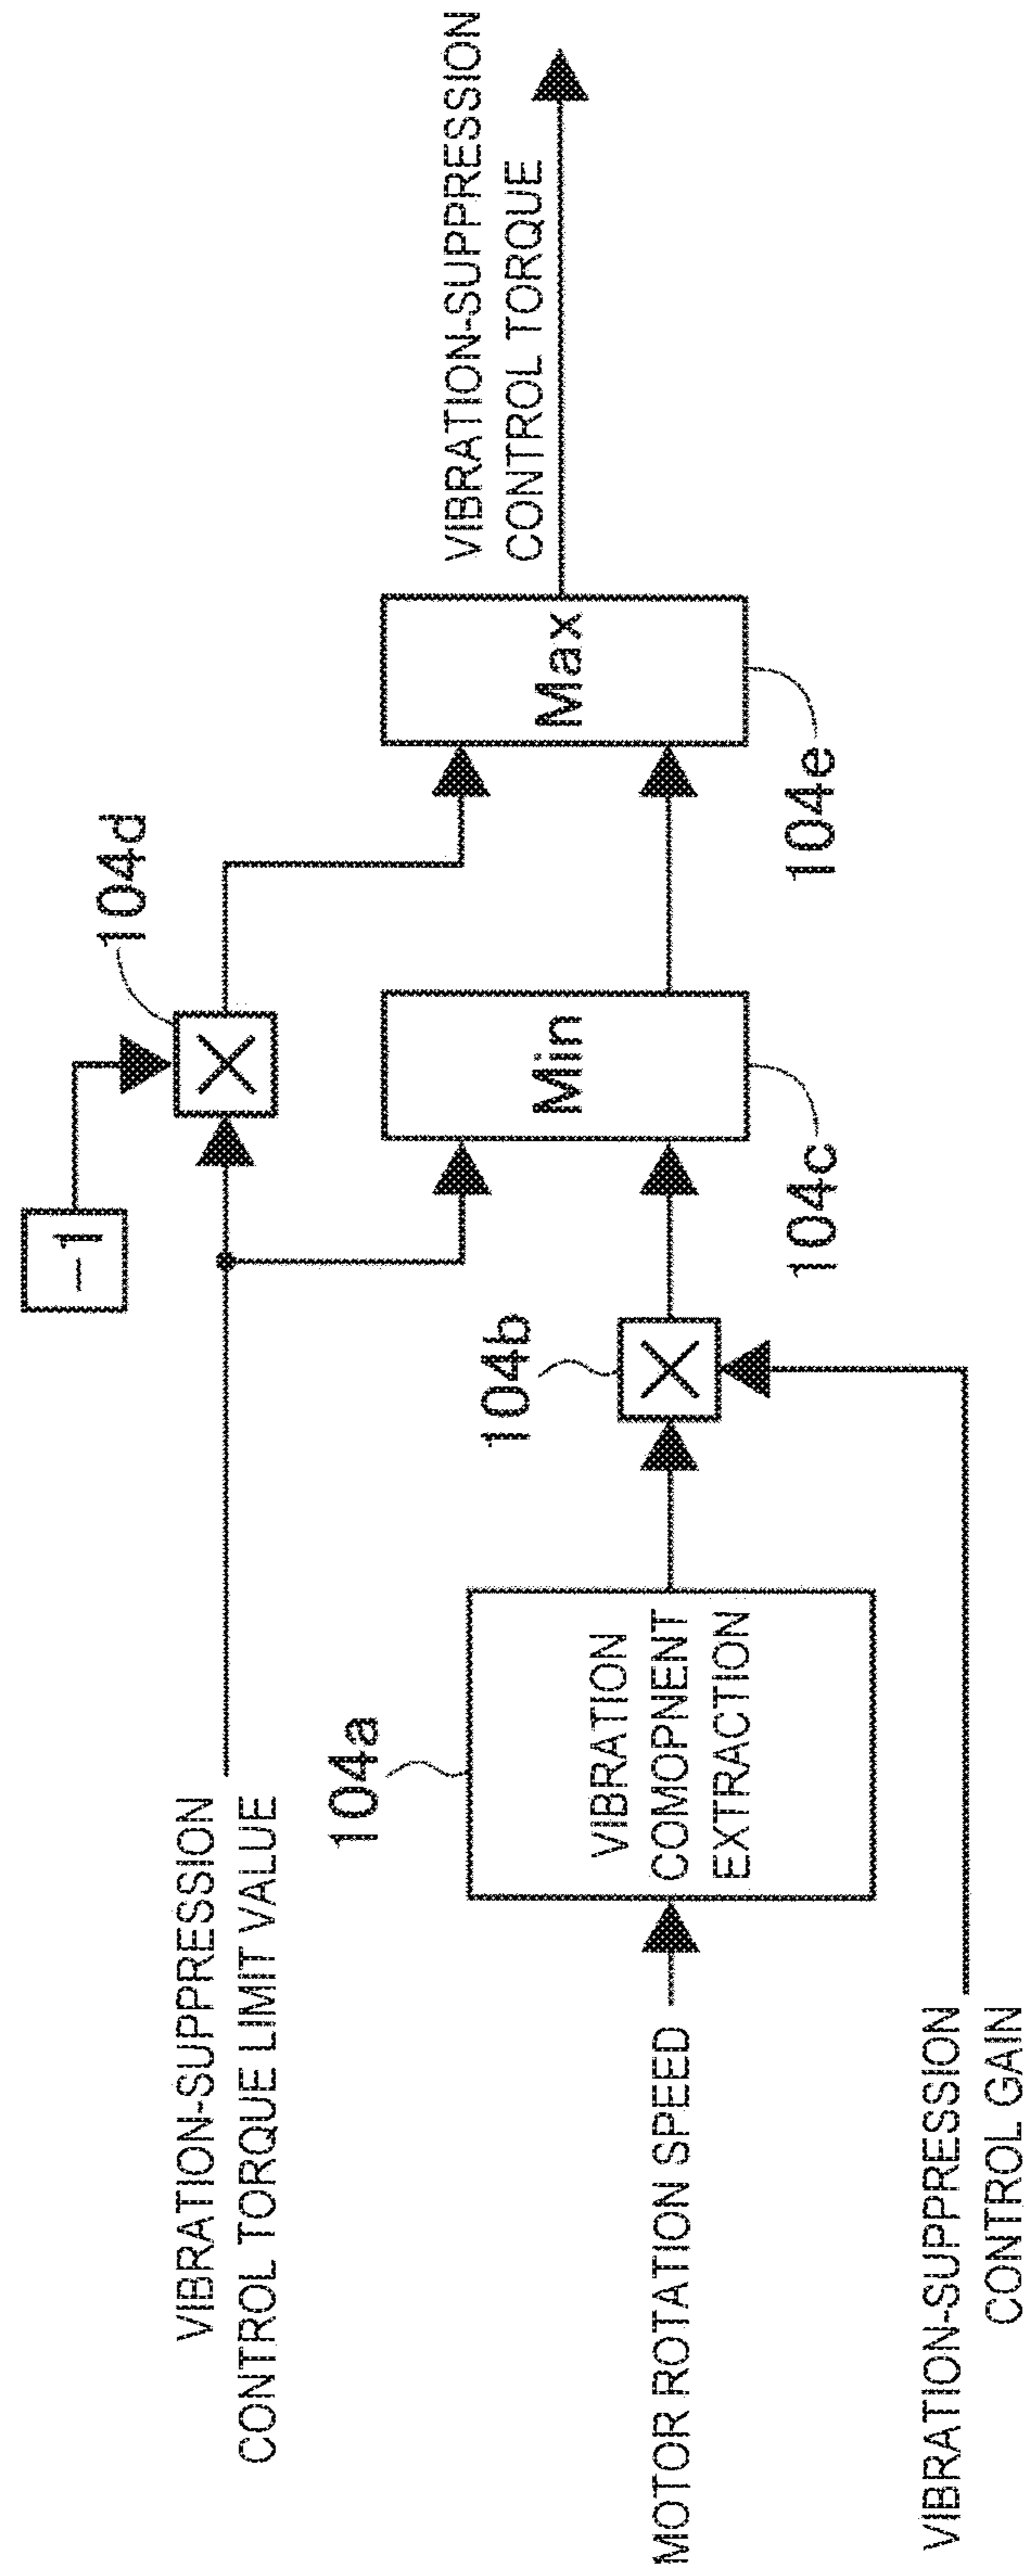 VIBRATION-SUPPRESSION
CONTROL TORQUE LIMIT VALUE
−1
104d
104a
104b
VIBRATION
COMOPNENT
EXTRACTION
MOTOR ROTATION SPEED
VIBRATION-SUPPRESSION
CONTROL GAIN
×
×
Min
104c
Max
104e
VIBRATION-SUPPRESSION
CONTROL TORQUE